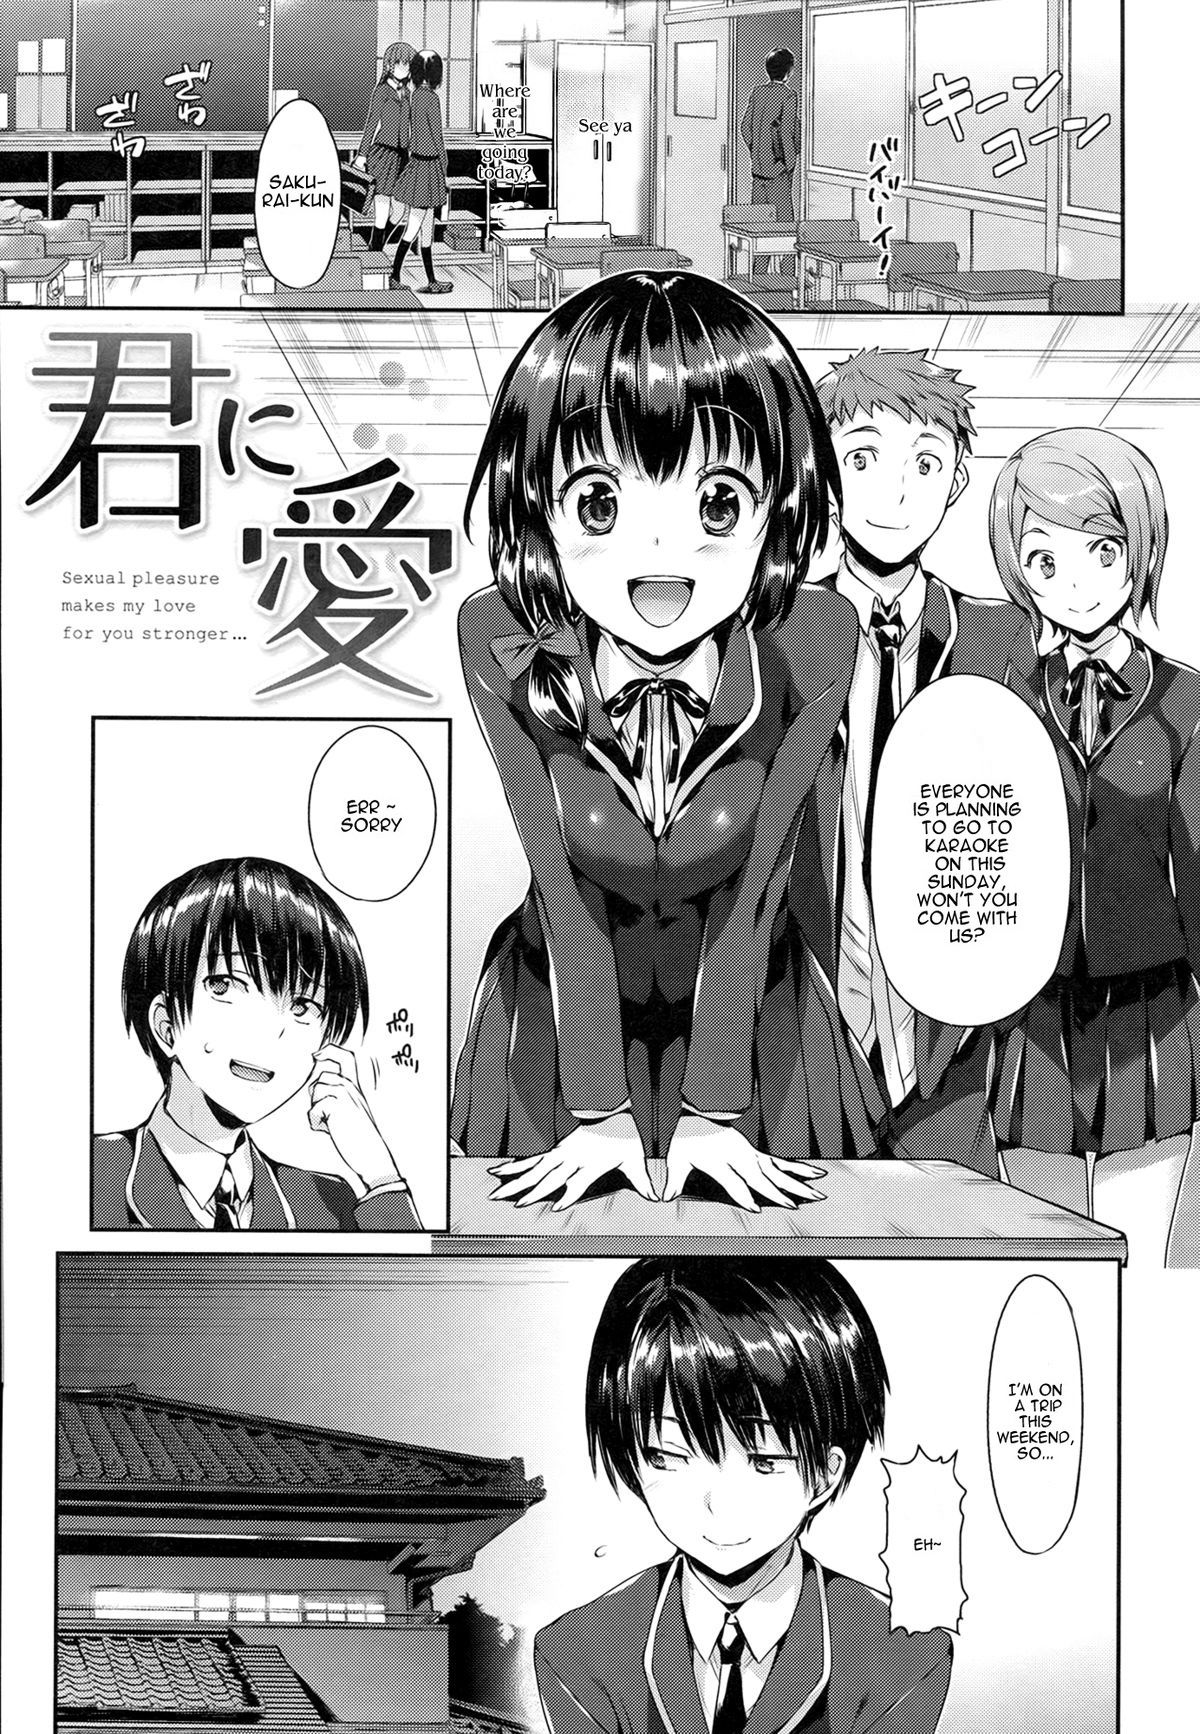 キーン
コーン
バイバーイ!
See ya
Where
are
we
going
today?
ざわ
ざわ
SAKU-
RAI-KUN
君に愛
Sexual pleasure
makes my love
for you stronger...
EVERYONE
IS PLANNING
TO GO TO
KARAOKE
ON THIS
SUNDAY,
WON'T YOU
COME WITH
US?
ERR ~
SORRY
ポリ
ポリ
I'M ON
A TRIP
THIS
WEEKEND,
SO...
EH~